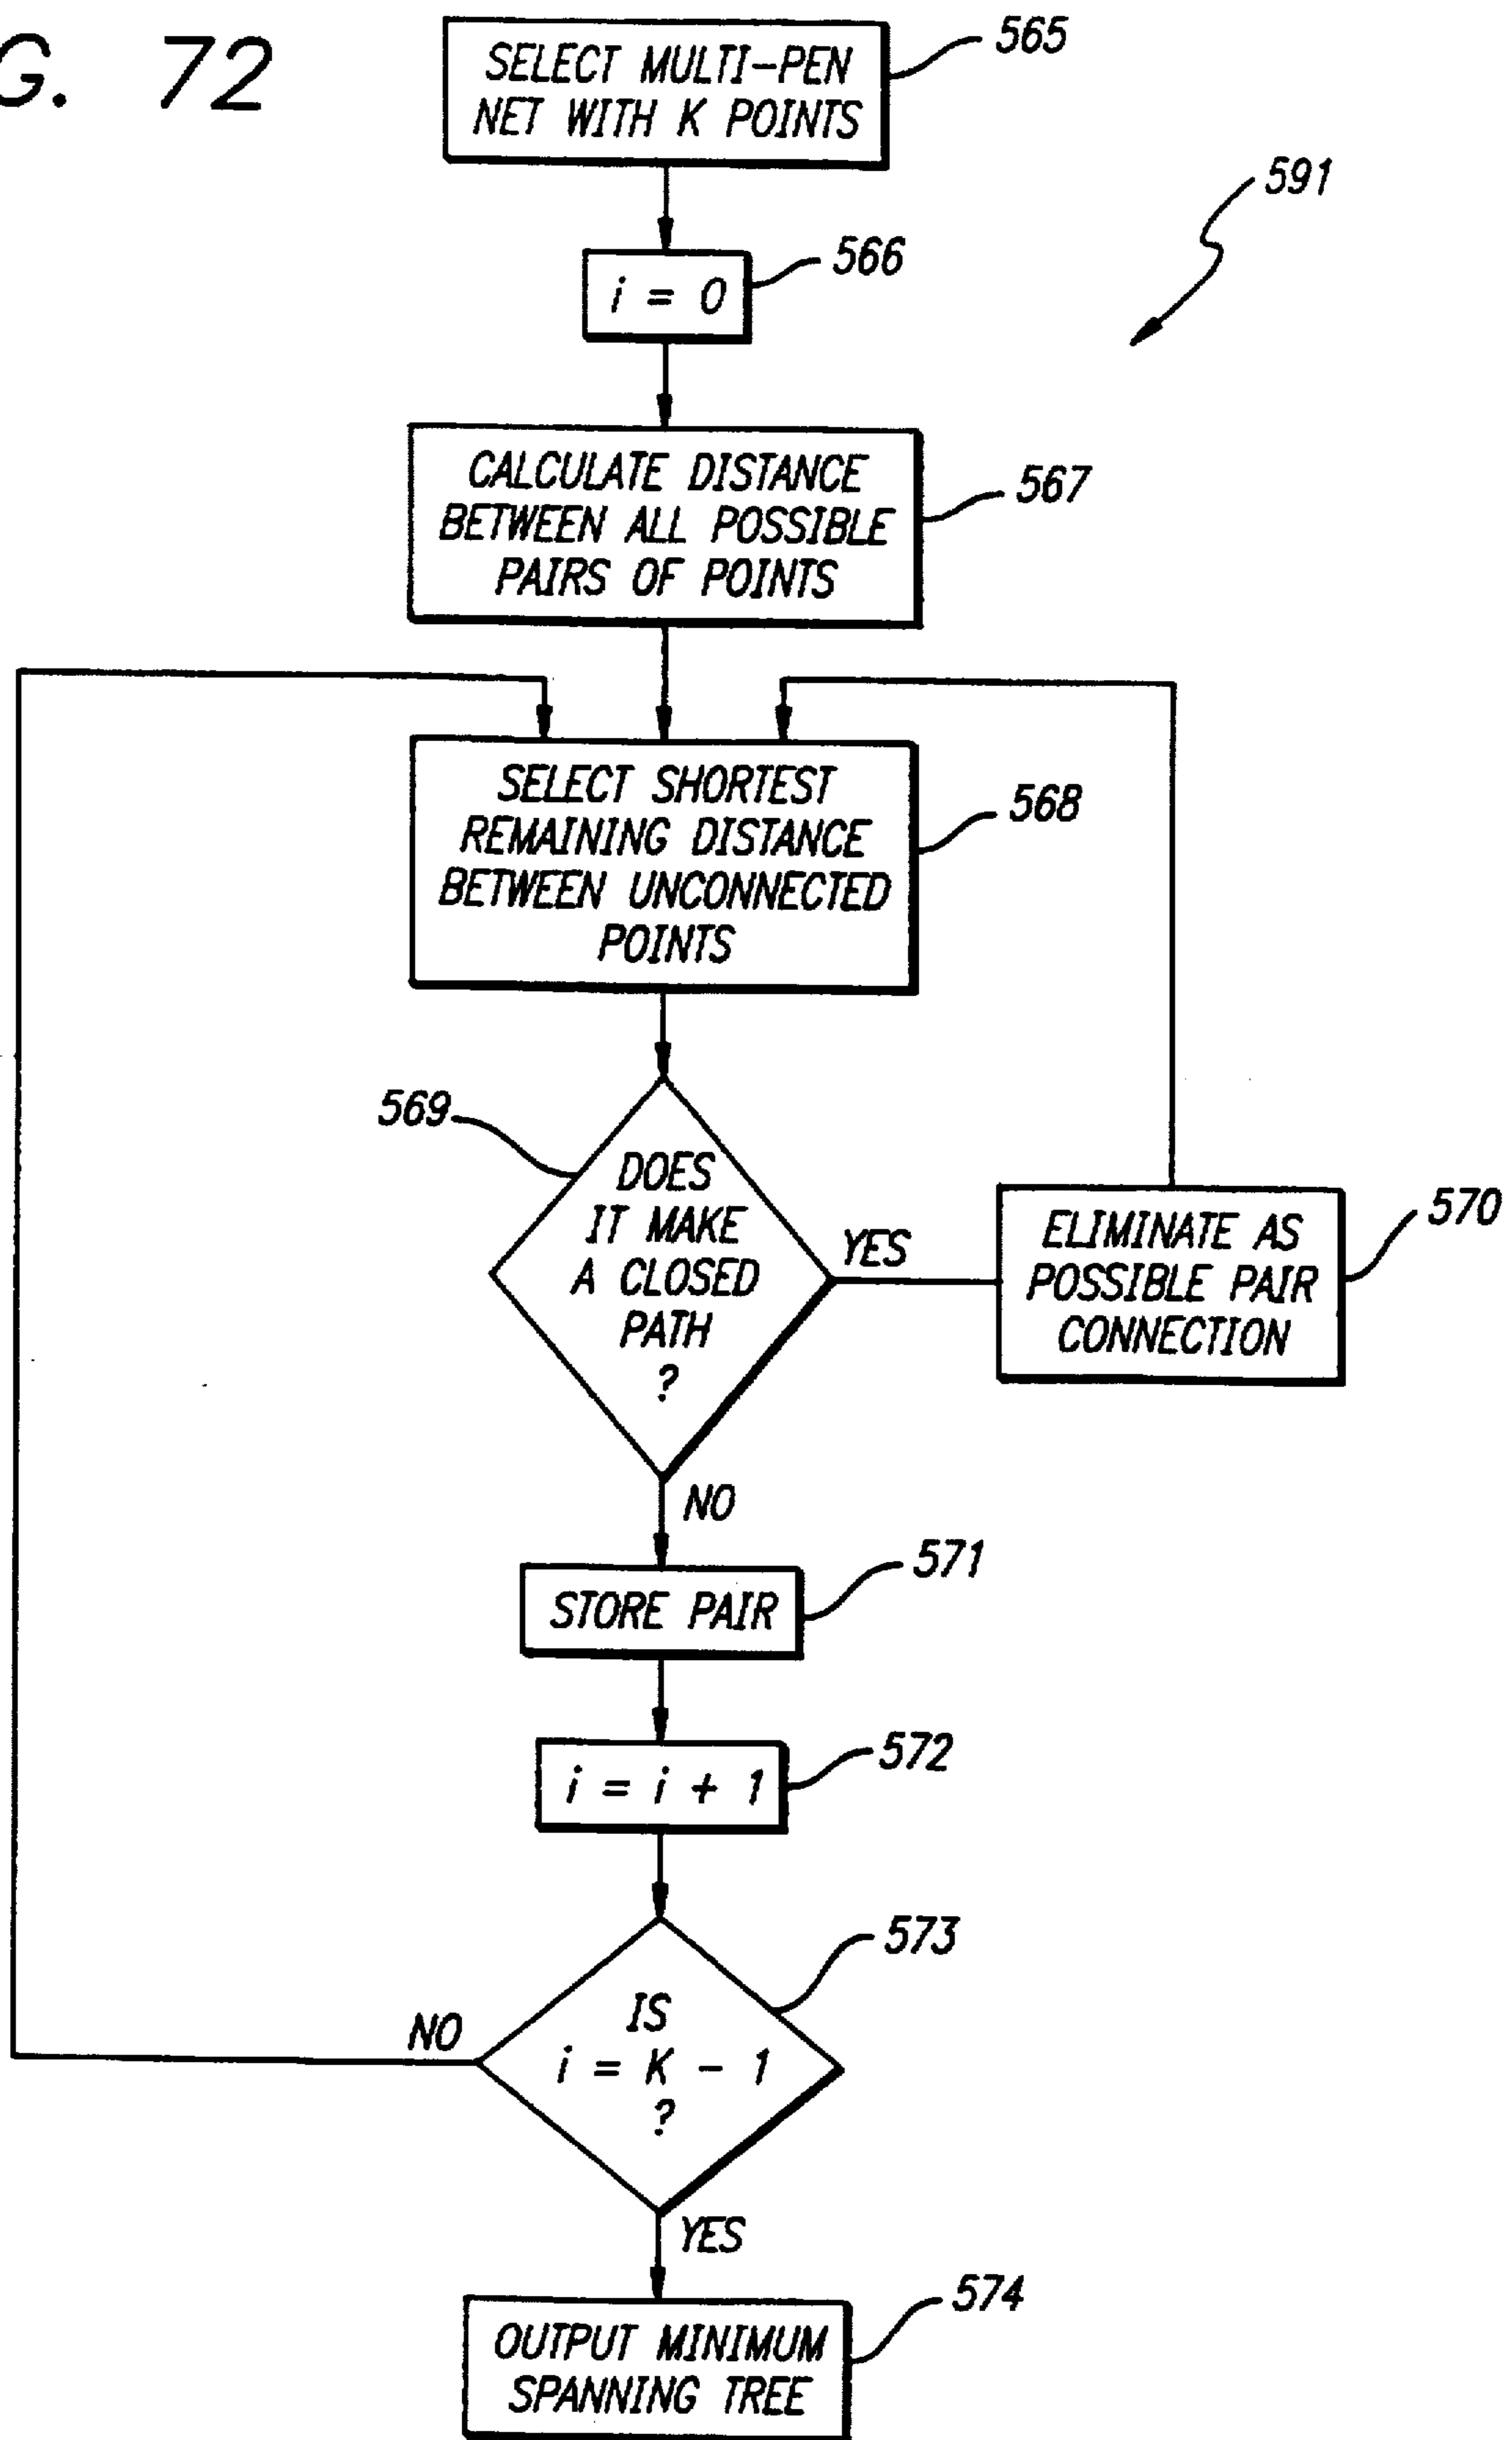 G. 72
SELECT MULTI-PEN
NET WITH K POINTS
565
591
i = 0
566
CALCULATE DISTANCE
BETWEEN ALL POSSIBLE
PAIRS OF POINTS
567
SELECT SHORTEST
REMAINING DISTANCE
BETWEEN UNCONNECTED
POINTS
568
569
DOES
IT MAKE
A CLOSED
PATH
?
YES
ELIMINATE AS
POSSIBLE PAIR
CONNECTION
570
NO
STORE PAIR
571
i = i + 1
572
573
IS
i = K - 1
?
NO
YES
OUTPUT MINIMUM
SPANNING TREE
574